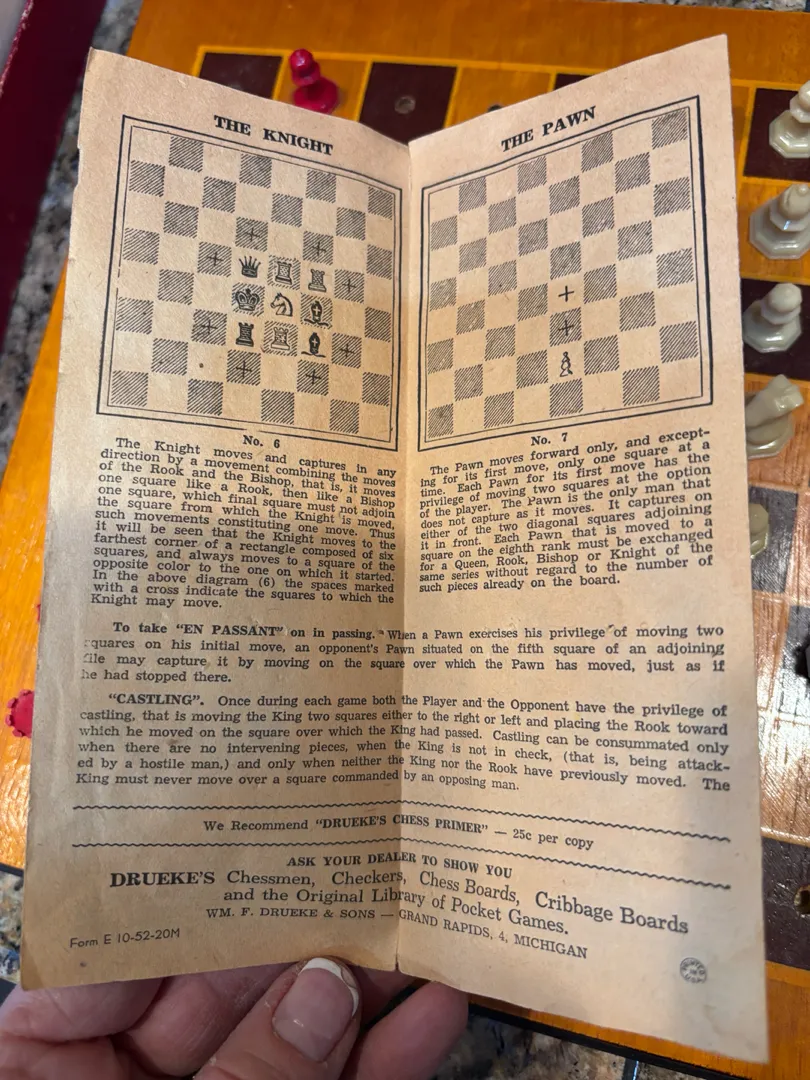 THE KNIGHT
No. 6
The Knight moves and captures in any
direction by a movement combining the moves
of the Rook and the Bishop, that is, it moves
one square like a Rook, then like a Bishop
one square, which final square must not adjoin
the square from which the Knight is moved,
such movements constituting one move. Thus
it will be seen that the Knight moves to the
farthest corner of a rectangle composed of six
squares, and always moves to a square of the
opposite color to the one on which it started.
In the above diagram (6) the spaces marked
with a cross indicate the squares to which the
Knight may move.
THE PAWN
No. 7
The Pawn moves forward only, and except-
ing for its first move, only one square at a
time. Each Pawn for its first move has the
privilege of moving two squares at the option
of the player. The Pawn is the only man that
does not capture as it moves. It captures on
either of the two diagonal squares adjoining
it in front. Each Pawn that is moved to a
square on the eighth rank must be exchanged
for a Queen, Rook, Bishop or Knight of the
same series without regard to the number of
such pieces already on the board.
To take "EN PASSANT" on in passing. When a Pawn exercises his privilege of moving two
squares on his initial move, an opponent's Pawn situated on the fifth square of an adjoining
file may capture it by moving on the square over which the Pawn has moved, just as if
he had stopped there.
"CASTLING". Once during each game both the Player and the Opponent have the privilege of
castling, that is moving the King two squares either to the right or left and placing the Rook toward
which he moved on the square over which the King had passed. Castling can be consummated only
when there are no intervening pieces, when the King is not in check, (that is, being attack-
ed by a hostile man,) and only when neither the King nor the Rook have previously moved. The
King must never move over a square commanded by an opposing man.
We Recommend "DRUEKE'S CHESS PRIMER" — 25c per copy
ASK YOUR DEALER TO SHOW YOU
DRUEKE'S Chessmen, Checkers, Chess Boards, Cribbage Boards
and the Original Library of Pocket Games.
WM. F. DRUEKE & SONS — GRAND RAPIDS, 4, MICHIGAN
Form E 10-52-20M
PRINTED IN U.S.A.